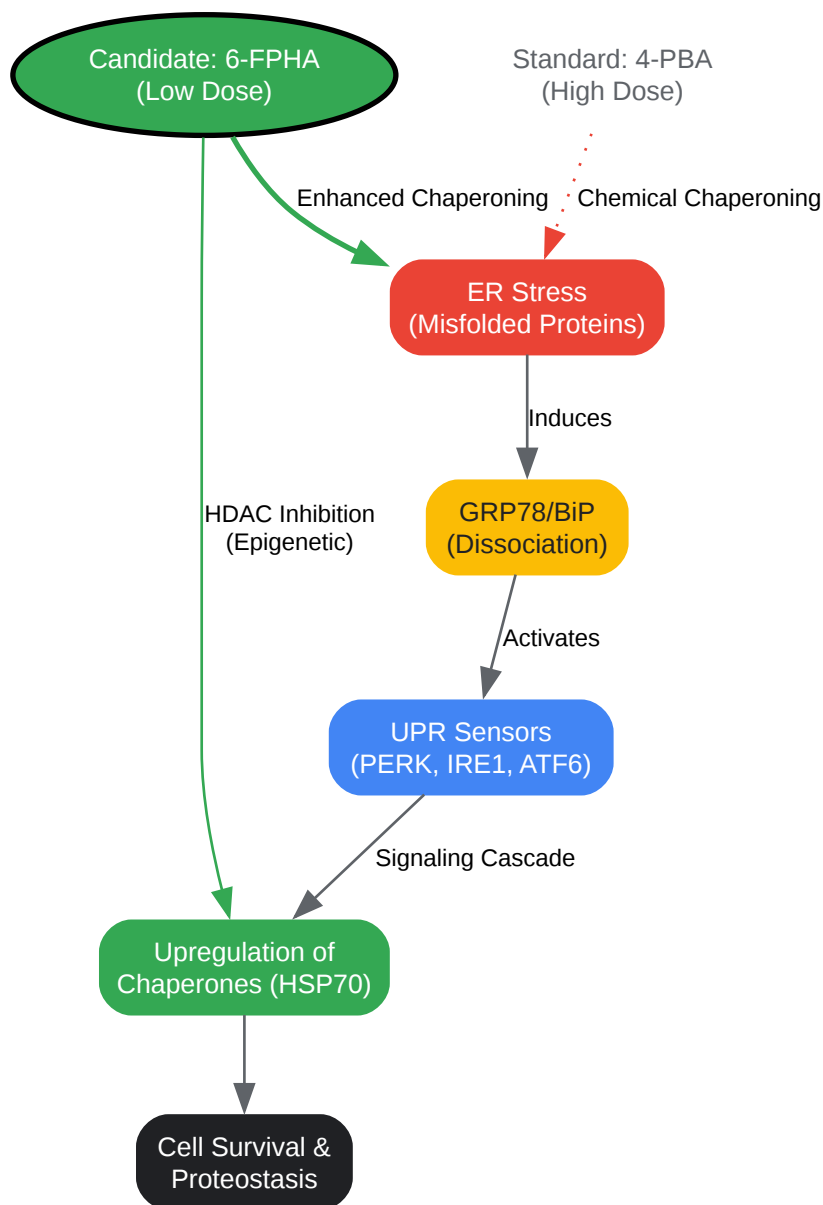 Candidate: 6-FPHA
(Low Dose)
Standard: 4-PBA
(High Dose)
Enhanced Chaperoning
Chemical Chaperoning
ER Stress
(Misfolded Proteins)
Induces
GRP78/BiP
(Dissociation)
HDAC Inhibition
(Epigenetic)
Activates
UPR Sensors
(PERK, IRE1, ATF6)
Signaling Cascade
Upregulation of
Chaperones (HSP70)
Cell Survival &
Proteostasis